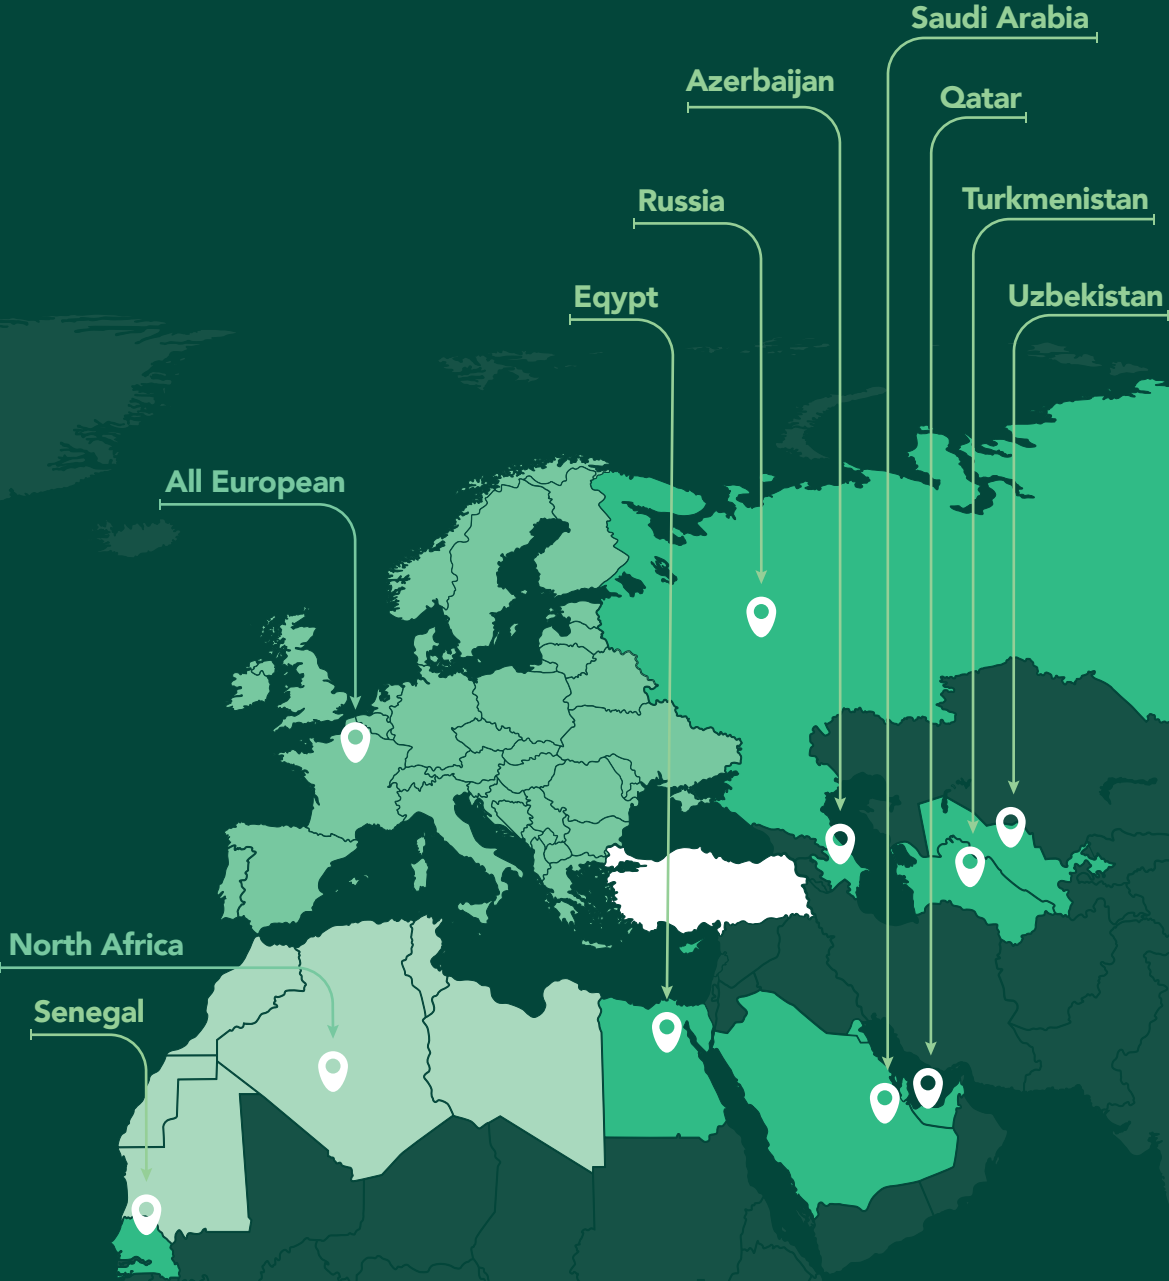 Saudi Arabia
Azerbaijan
Qatar
Russia
Turkmenistan
Eqypt
Uzbekistan
All European
North Africa
Senegal